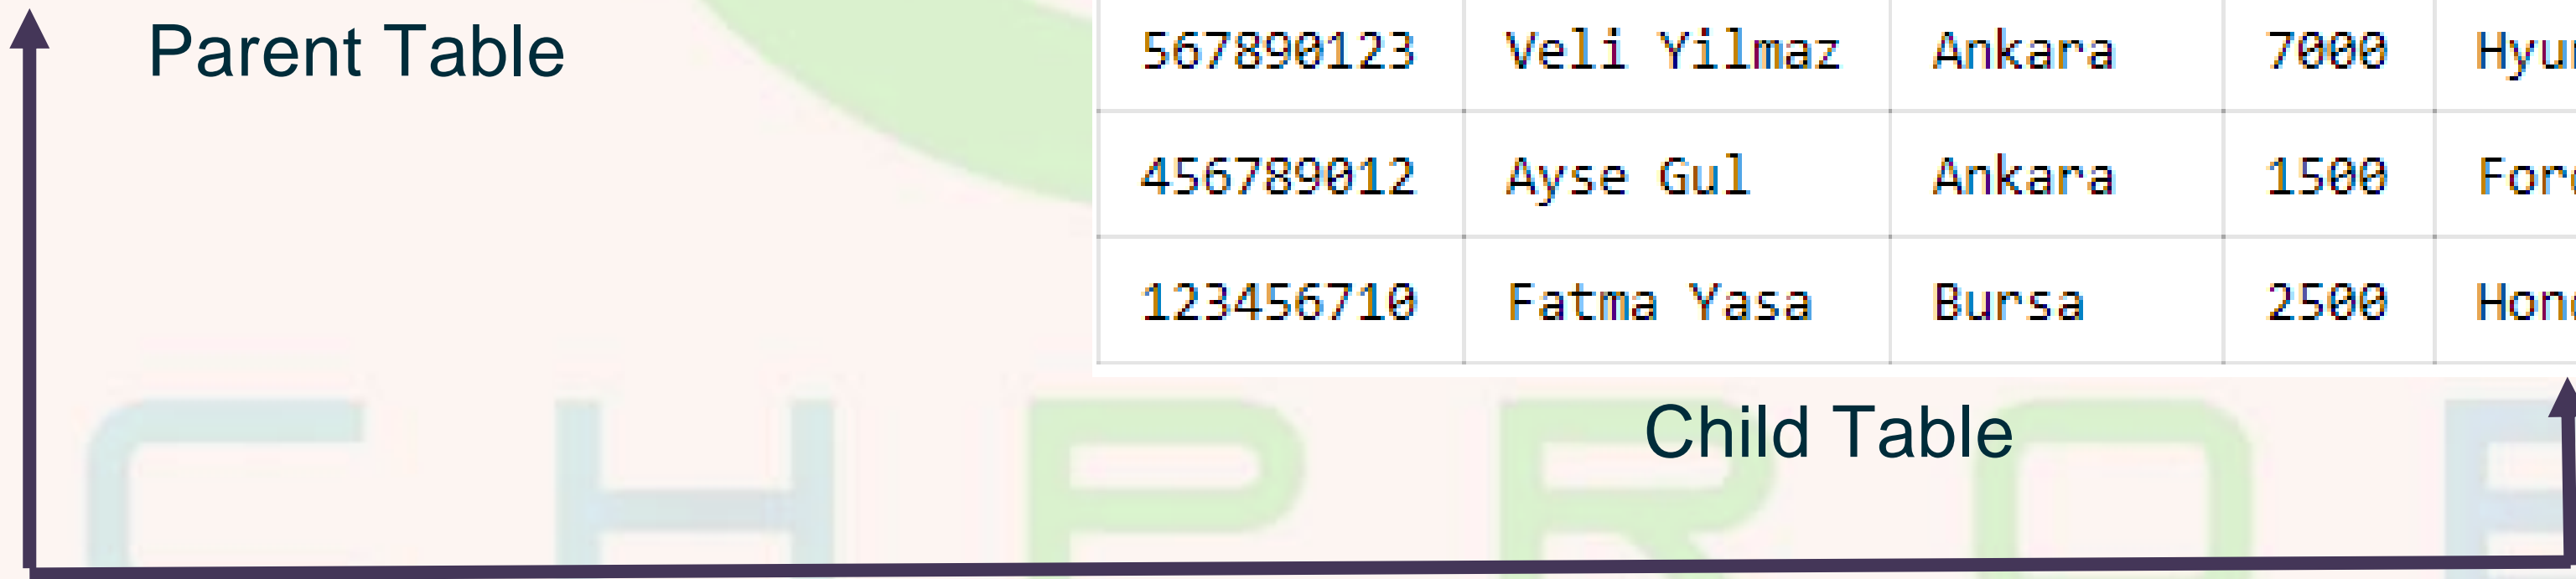 Parent Table
567890123 Veli Yilmaz Ankara 7000
456789012 Ayse Gul Ankara 1500
123456710 Fatma Yasa Bursa 2500
Child Table